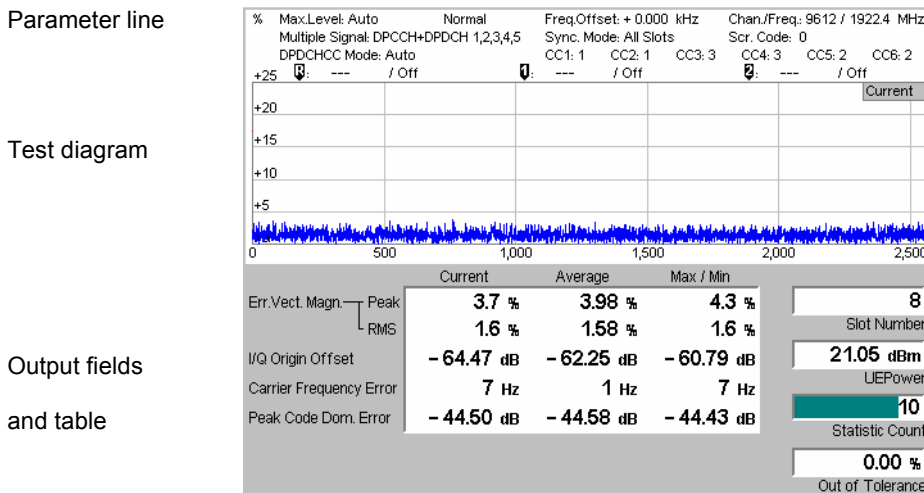 Parameter line
% Max.Level: Auto Normal Freq.Offset: + 0.000 kHz Chan./Freq.: 9612 / 1922.4 MHz
Multiple Signal: DPCCH+DPDCH 1,2,3,4,5 Sync. Mode: All Slots Scr. Code: 0
DPDCHCC Mode: Auto CC1: 1 CC2: 1 CC3: 3 CC4: 3 CC5: 2 CC6: 2
R: --- / Off 1: --- / Off 2: --- / Off
+25
Current
+20
Test diagram
+15
+10
+5
0 500 1,000 1,500 2,000 2,500
Current Average Max / Min
Err.Vect. Magn. Peak 3.7 % 3.98 % 4.3 % 8
RMS 1.6 % 1.58 % 1.6 % Slot Number
Output fields
I/Q Origin Offset – 64.47 dB – 62.25 dB – 60.79 dB 21.05 dBm
UEPower
Carrier Frequency Error 7 Hz 1 Hz 7 Hz
and table
Peak Code Dom. Error – 44.50 dB – 44.58 dB – 44.43 dB 10
Statistic Count
0.00 %
Out of Tolerance